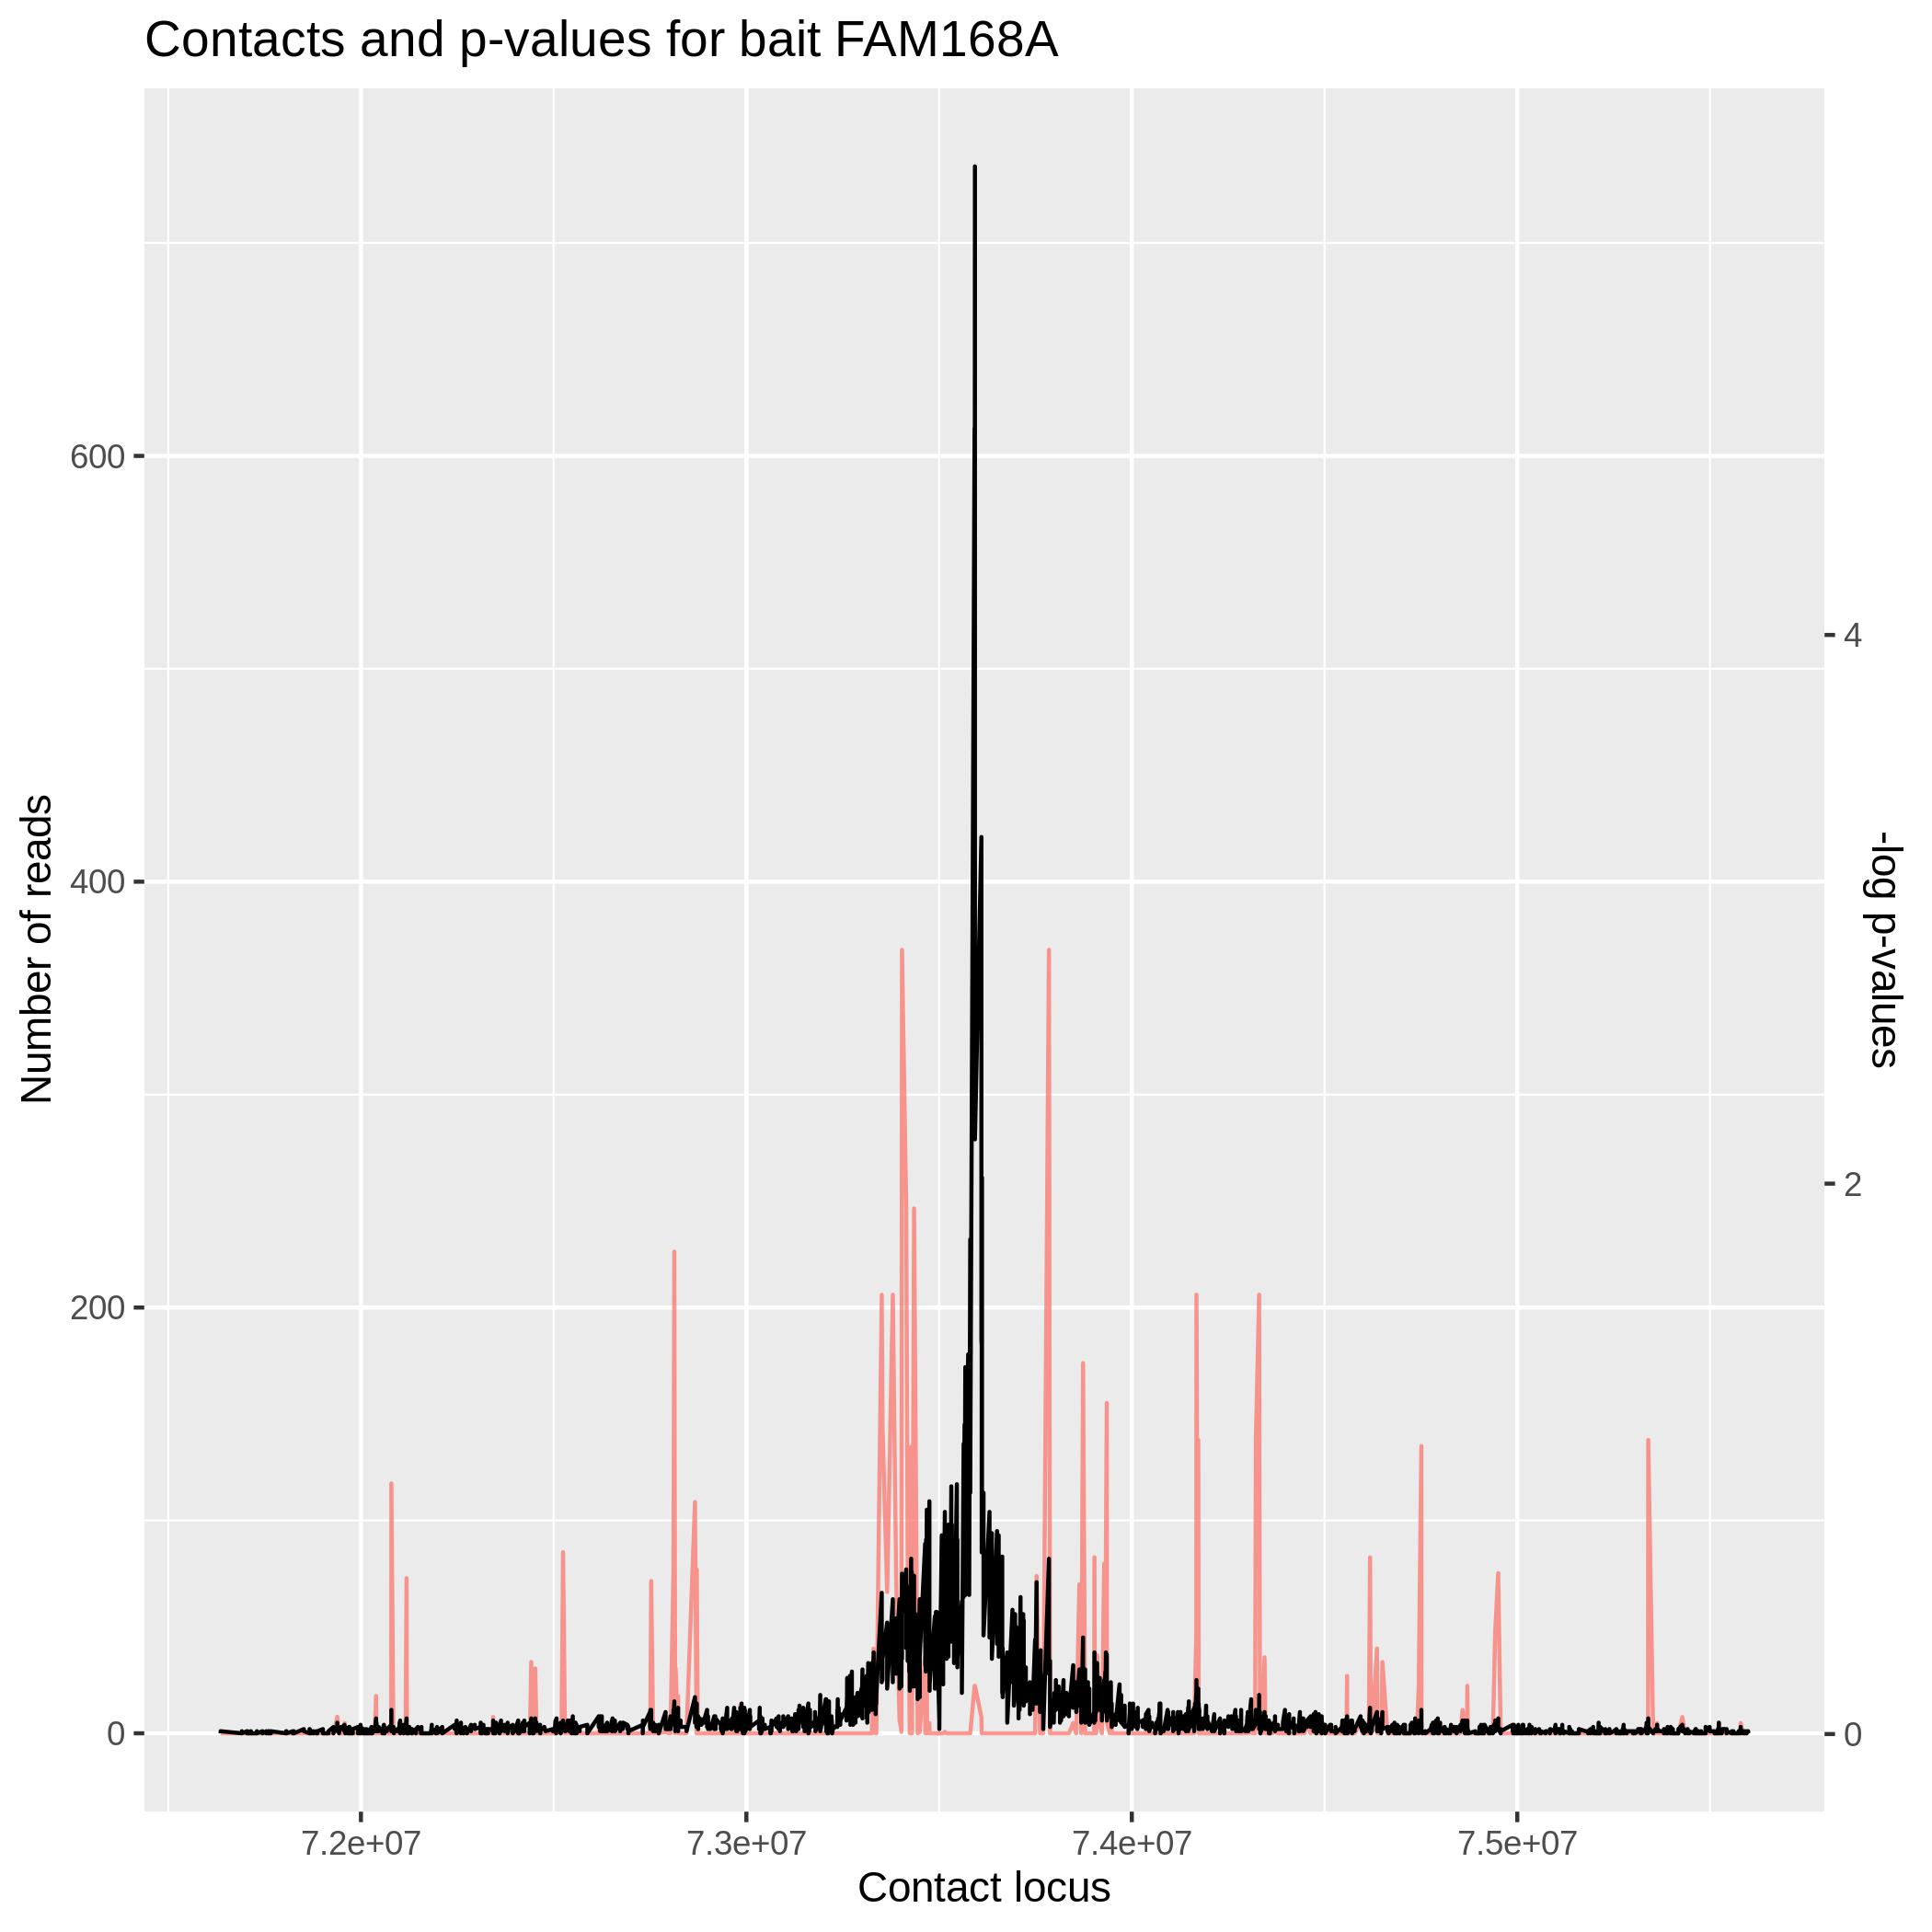 Contacts and p-values for bait FAM168A
Number of reads
600
400
200
0
4
2
0
-log p-values
7.2e+07
7.3e+07
7.4e+07
7.5e+07
Contact locus